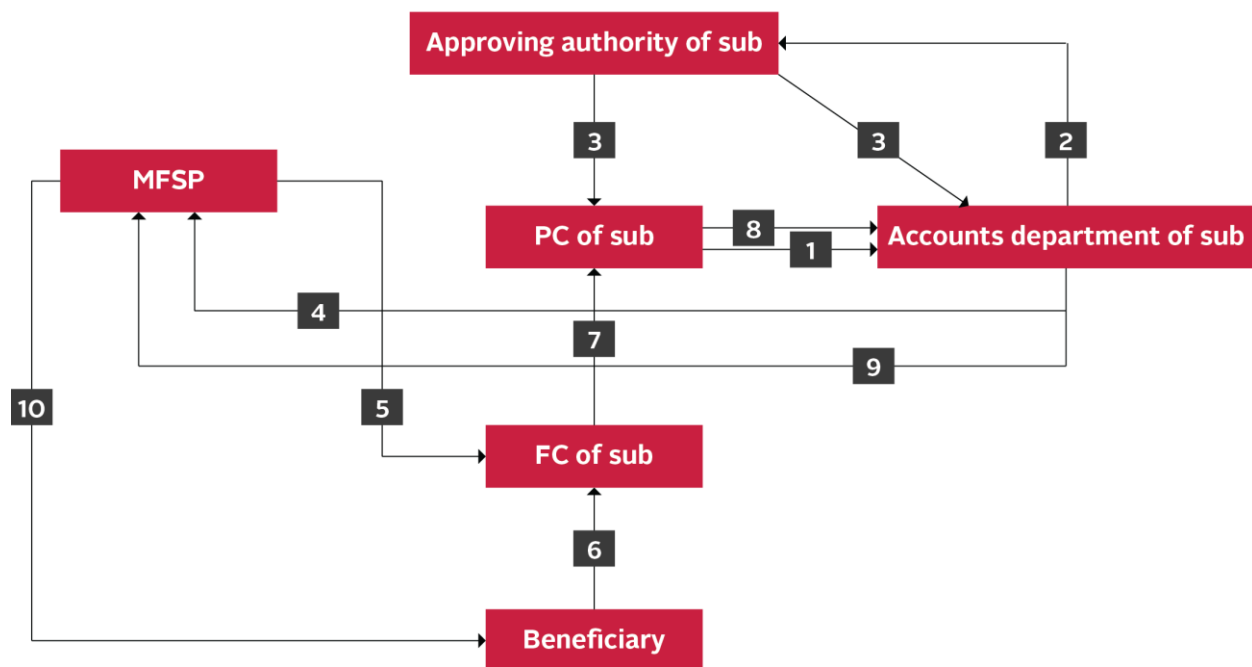 Approving authority of sub
3
3
2
MFSP
PC of sub
8
1
Accounts department of sub
4
7
9
10
5
FC of sub
6
Beneficiary